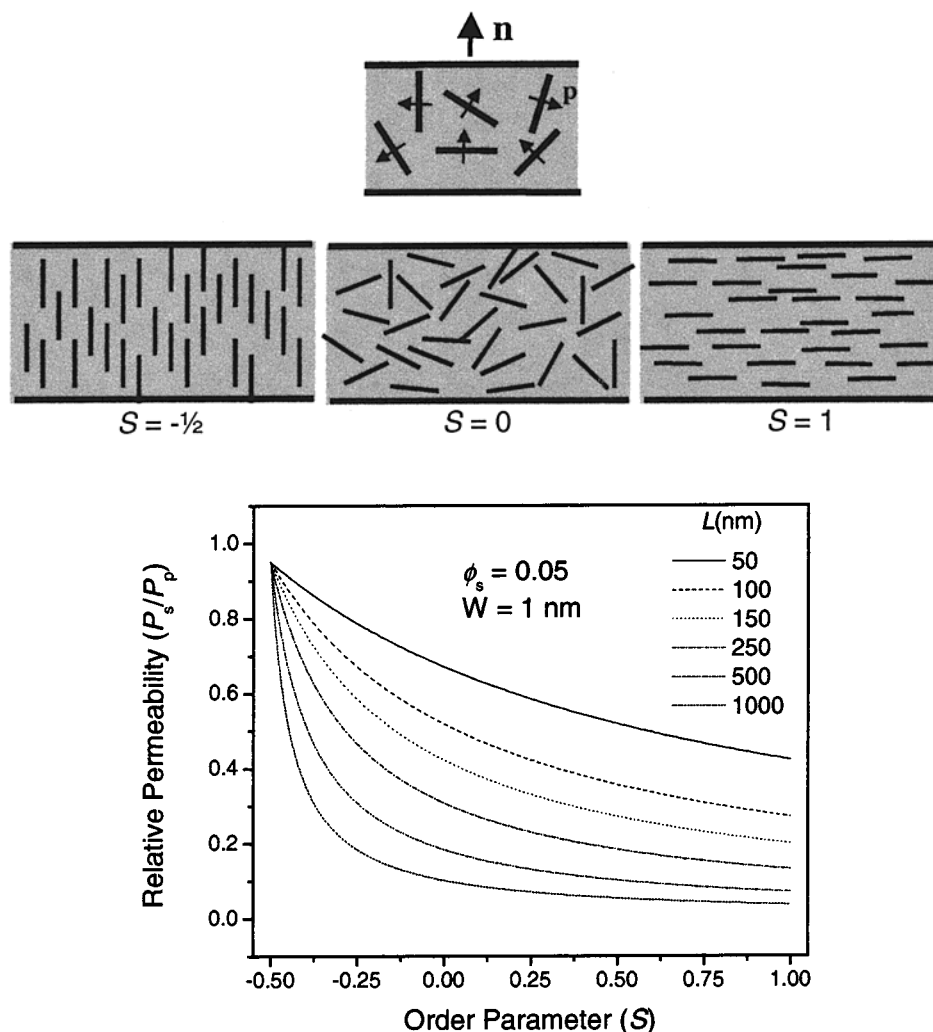 n
p
S = -½
S = 0
S = 1
L(nm)
ϕs = 0.05
W = 1 nm
50
100
150
250
500
1000
Relative Permeability (Ps/Pp)
1.0
0.8
0.6
0.4
0.2
0.0
-0.50 -0.25 0.00 0.25 0.50 0.75 1.00
Order Parameter (S)